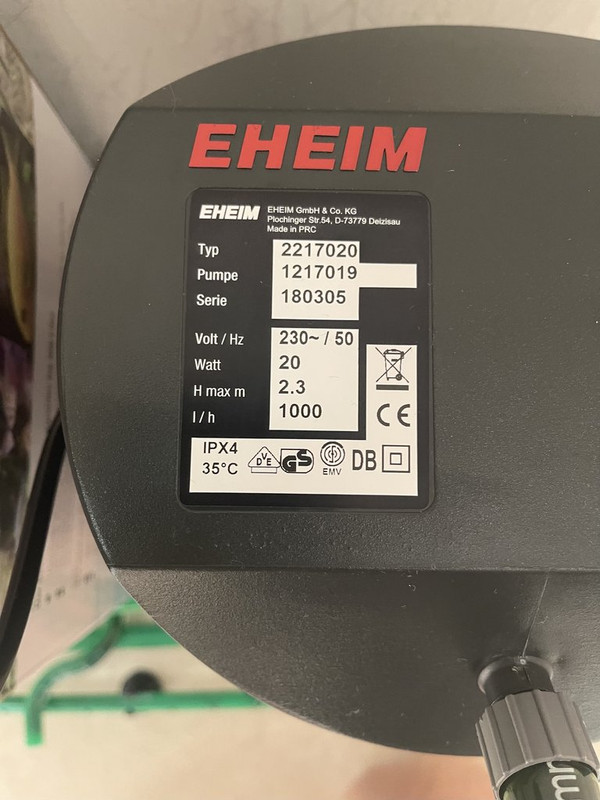 EHEIM
EHEIM EHEIM GmbH & Co. KG
Plochinger Str.54, D-73779 Deizisau
Made in PRC
Typ 2217020
Pumpe 1217019
Serie 180305
Volt / Hz 230~ / 50
Watt 20
H max m 2.3
l / h 1000
CE
IPX4
35°C
DVE
GS
EMV
DB